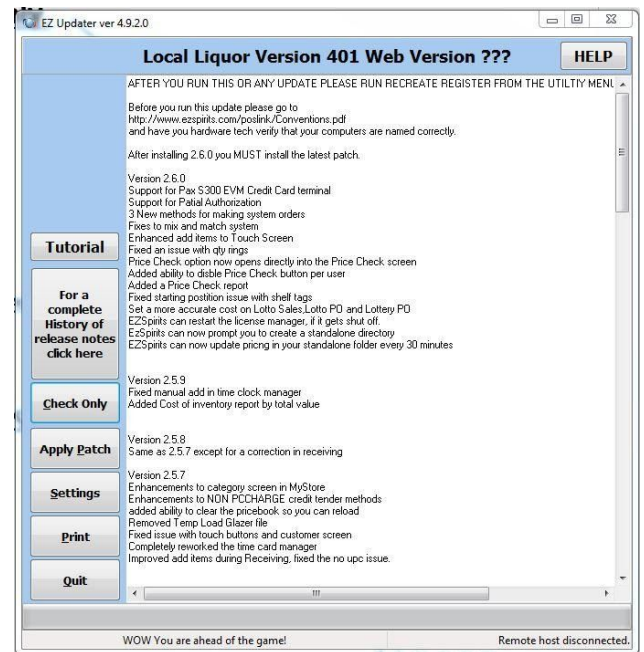 EZ Updater ver 4.9.2.0
Local Liquor Version 401 Web Version ???
HELP
AFTER YOU RUN THIS OR ANY UPDATE PLEASE RUN RECREATE REGISTER FROM THE UTILTIY MENU
Before you run this update please go to
http://www.ezspirits.com/poslink/Conventions.pdf
and have you hardware tech verify that your computers are named correctly.
After installing 2.6.0 you MUST install the latest patch.
Version 2.6.0
Support for Pax S300 EVM Credit Card terminal
Support for Patial Authorization
3 New methods for making system orders
Fixes to mix and match system
Enhanced add items to Touch Screen
Fixed an issue with qty rings
Price Check option now opens directly into the Price Check screen
Added ability to disble Price Check button per user
Added a Price Check report
Fixed starting postition issue with shelf tags
Set a more accurate cost on Lotto Sales,Lotto PO and Lottery PO
EZSpirits can restart the license manager, if it gets shut off.
EzSpirits can now prompt you to create a standalone directory
EZSpirits can now update pricng in your standalone folder every 30 minutes
Version 2.5.9
Fixed manual add in time clock manager
Added Cost of inventory report by total value
Version 2.5.8
Same as 2.5.7 except for a correction in receiving
Version 2.5.7
Enhancements to category screen in MyStore
Enhancements to NON PCCHARGE credit tender methods
added ability to clear the pricebook so you can reload
Removed Temp Load Glazer file
Fixed issue with touch buttons and customer screen
Completely reworked the time card manager
Improved add items during Receiving, fixed the no upc issue.
Tutorial
For a
complete
History of
release notes
click here
Check Only
Apply Patch
Settings
Print
Quit
WOW You are ahead of the game!
Remote host disconnected.